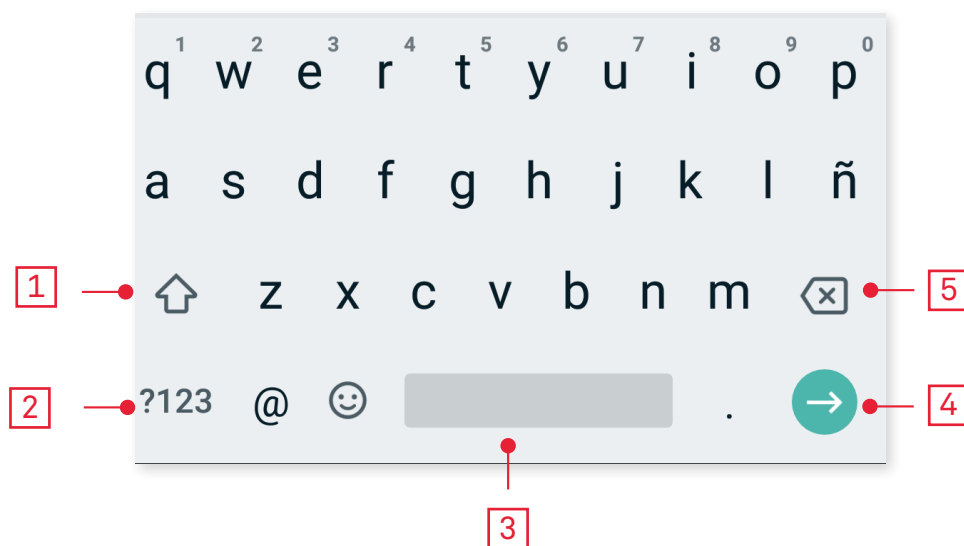 1 2 3 4 5 6 7 8 9 0
q w e r t y u i o p
a s d f g h j k l ñ
1 z x c v b n m 5
2 ?123 @ . 4
3